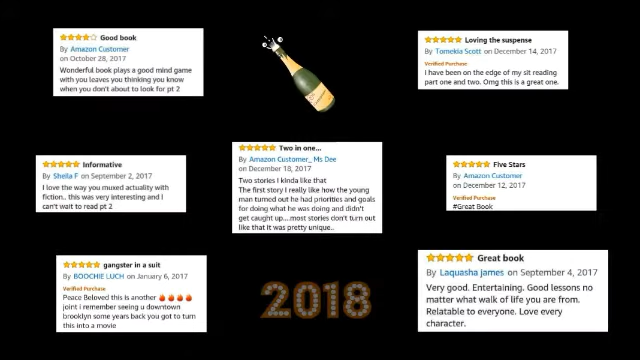 Good book
By Amazon Customer
on October 28, 2017
Wonderful book plays a good mind game
with you leaves you thinking you know
when you don't about to look for pt 2
Loving the suspense
By Tomekia Scott on December 14, 2017
Verified Purchase
I have been on the edge of my sit reading
part one and two. Omg this is a great one.
Informative
By Sheila F on September 2, 2017
I love the way you muxed actuality with
fiction.. this was very interesting and I
can't wait to read pt 2
Two in one...
By Amazon Customer_ Ms Dee
on December 18, 2017
Two stories I kinda like that
The first story I really like how the young
man turned out he had priorities and goals
for doing what he was doing and didn't
get caught up....most stories don't turn out
like that it was pretty unique..
Five Stars
By Amazon Customer
on December 12, 2017
Verified Purchase
#Great Book
gangster in a suit
By BOOCHIE LUCH on January 6, 2017
Verified Purchase
Peace Beloved this is another 🔥🔥🔥🔥
joint i remember seeing u downtown
brooklyn some years back you got to turn
this into a movie
2018
Great book
By Laquasha james on September 4, 2017
Very good. Entertaining. Good lessons no
matter what walk of life you are from.
Relatable to everyone. Love every
character.